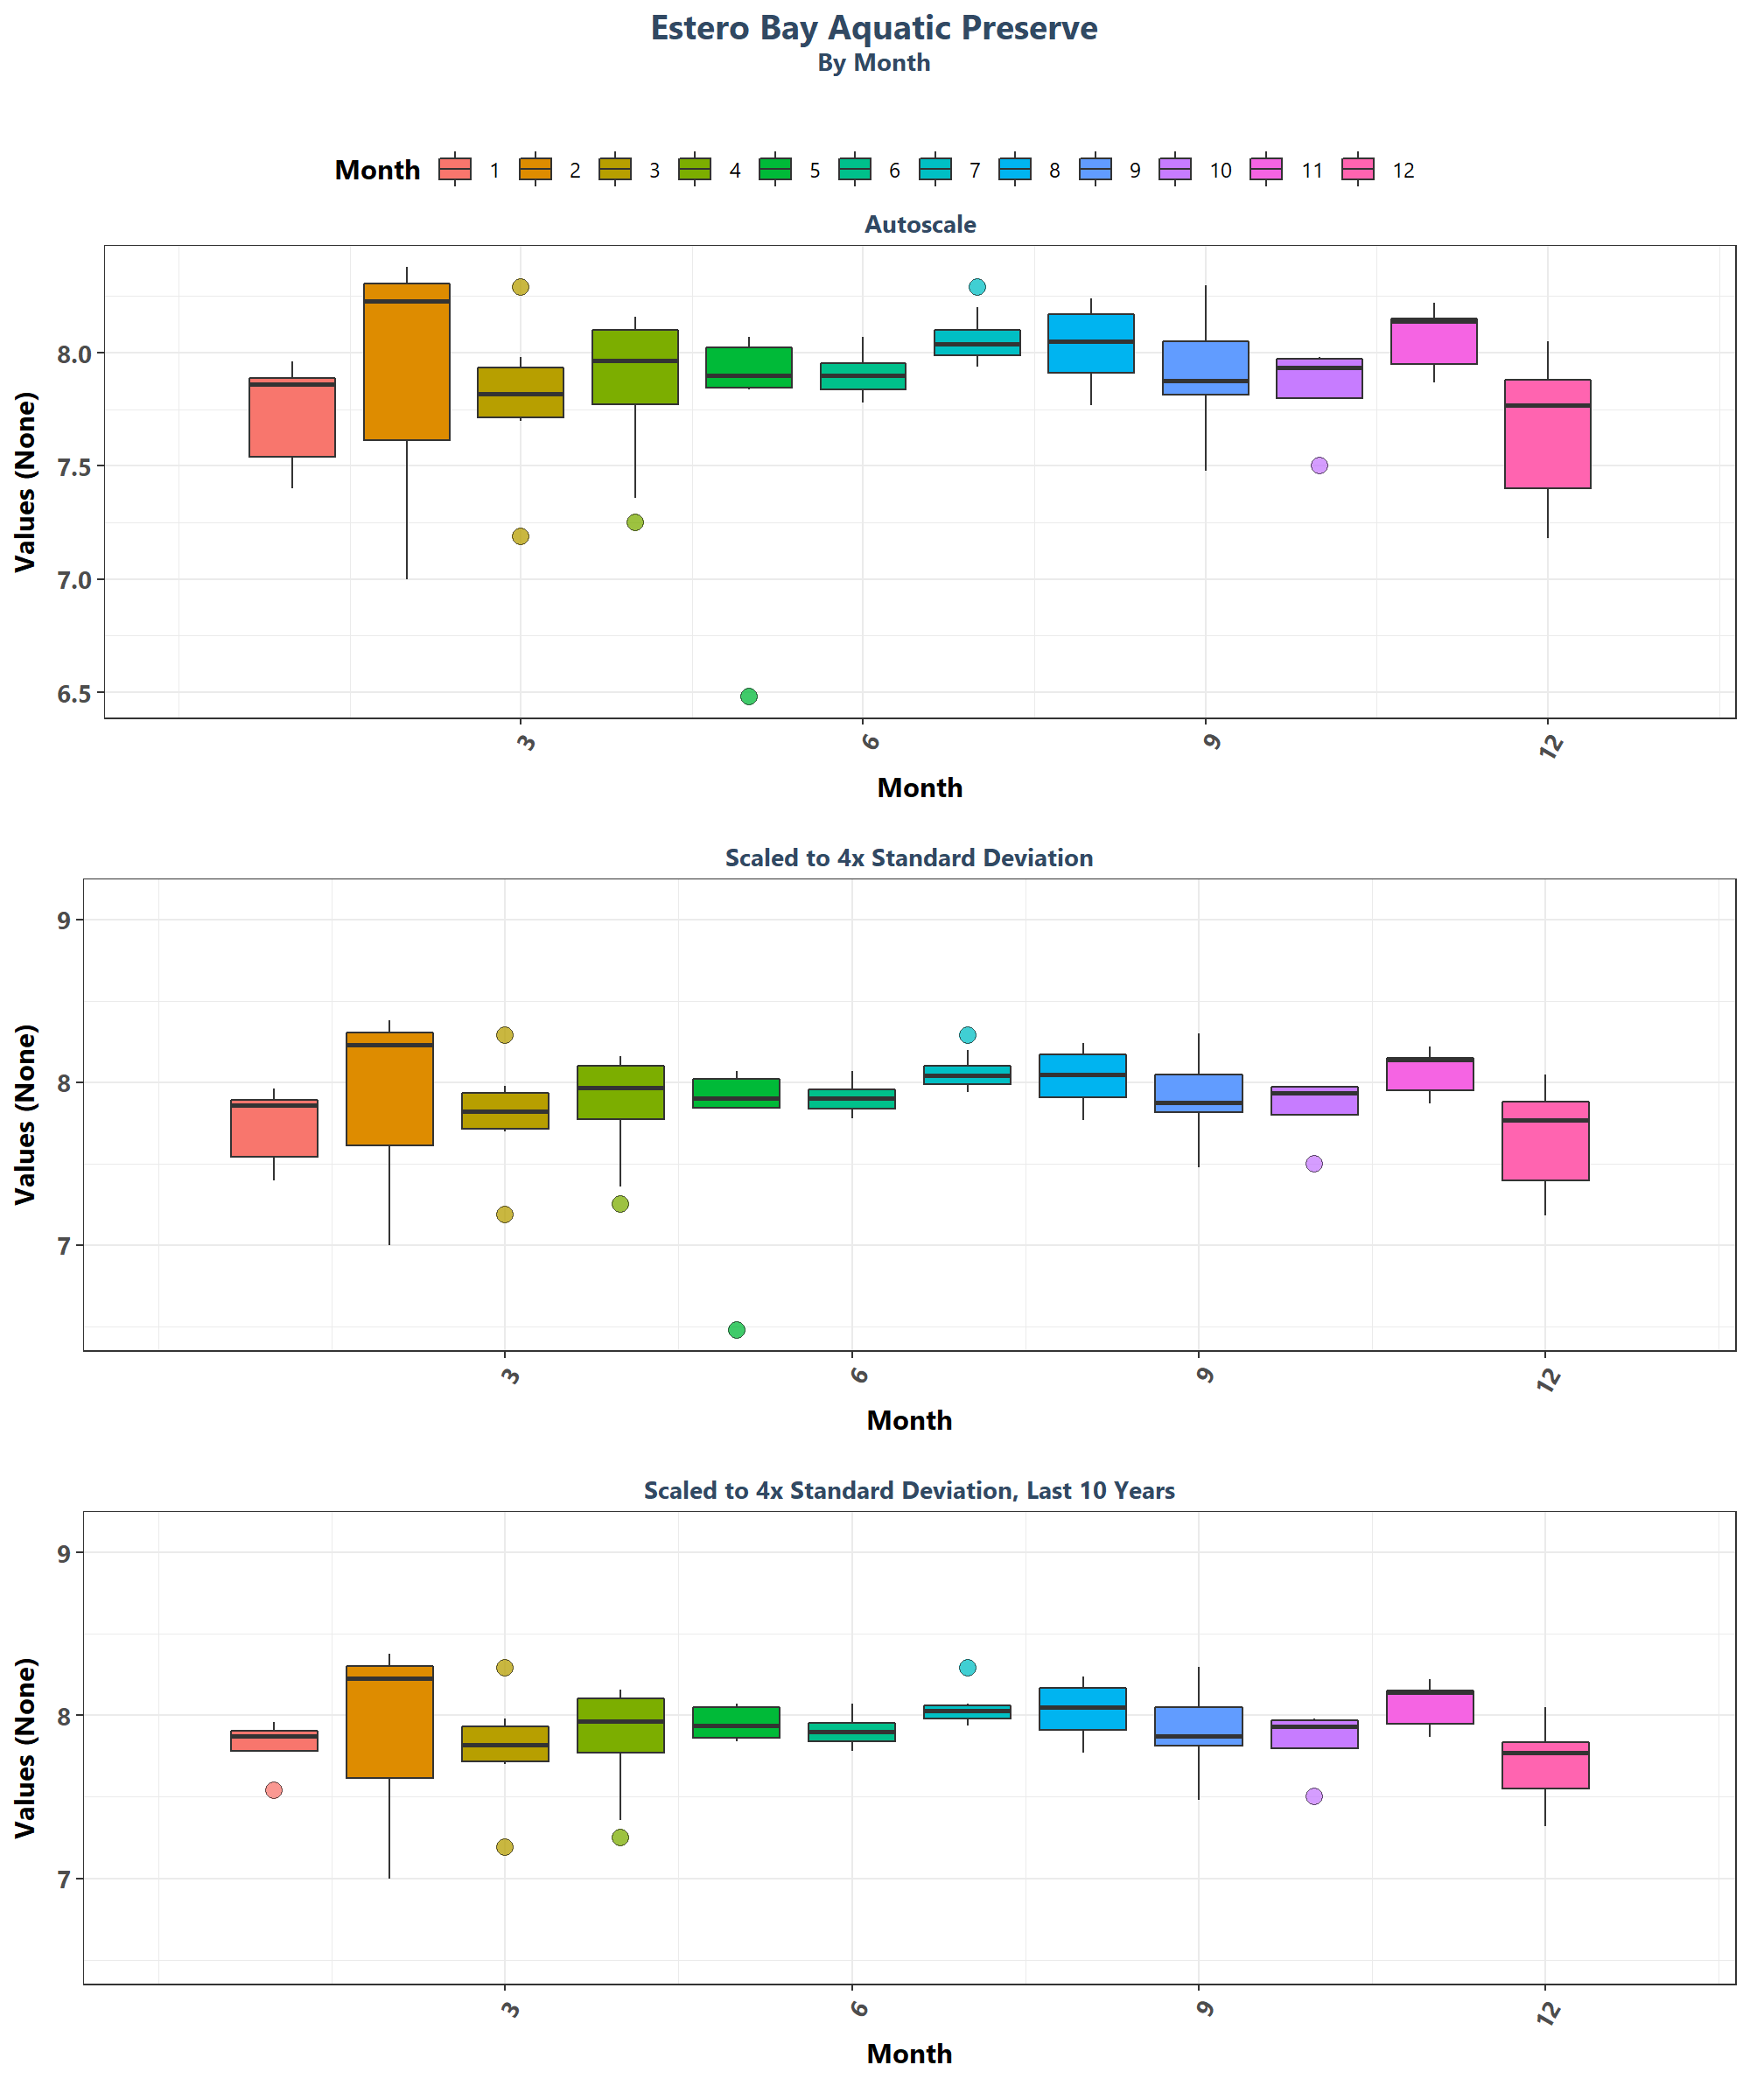 Estero Bay Aquatic Preserve
By Month
Month 1 2 3 4 5 6 7 8 9 10 11 12
Autoscale
Values (None)
8.0
7.5
7.0
6.5
3 6 9 12
Month
Scaled to 4x Standard Deviation
Values (None)
9
8
7
3 6 9 12
Month
Scaled to 4x Standard Deviation, Last 10 Years
Values (None)
9
8
7
3 6 9 12
Month